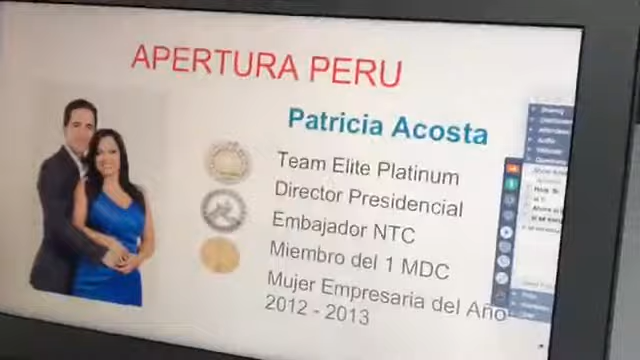 APERTURA PERU
Patricia Acosta
Team Elite Platinum
Director Presidencial
Embajador NTC
Miembro del 1 MDC
Mujer Empresaria del Año
2012 - 2013